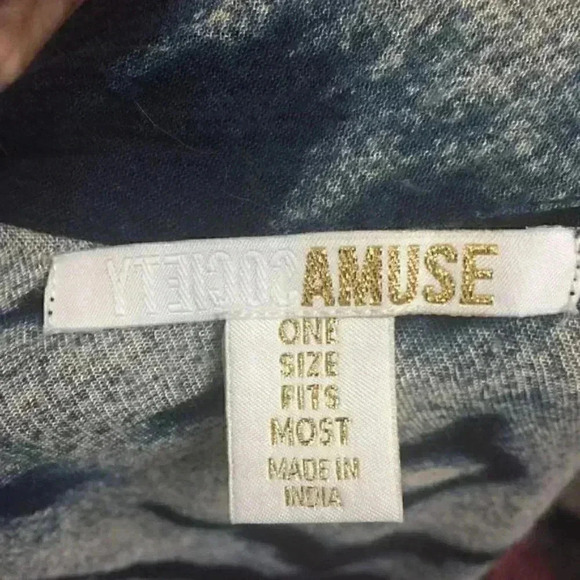 SOCIETY AMUSE
ONE
SIZE
FITS
MOST
MADE IN
INDIA